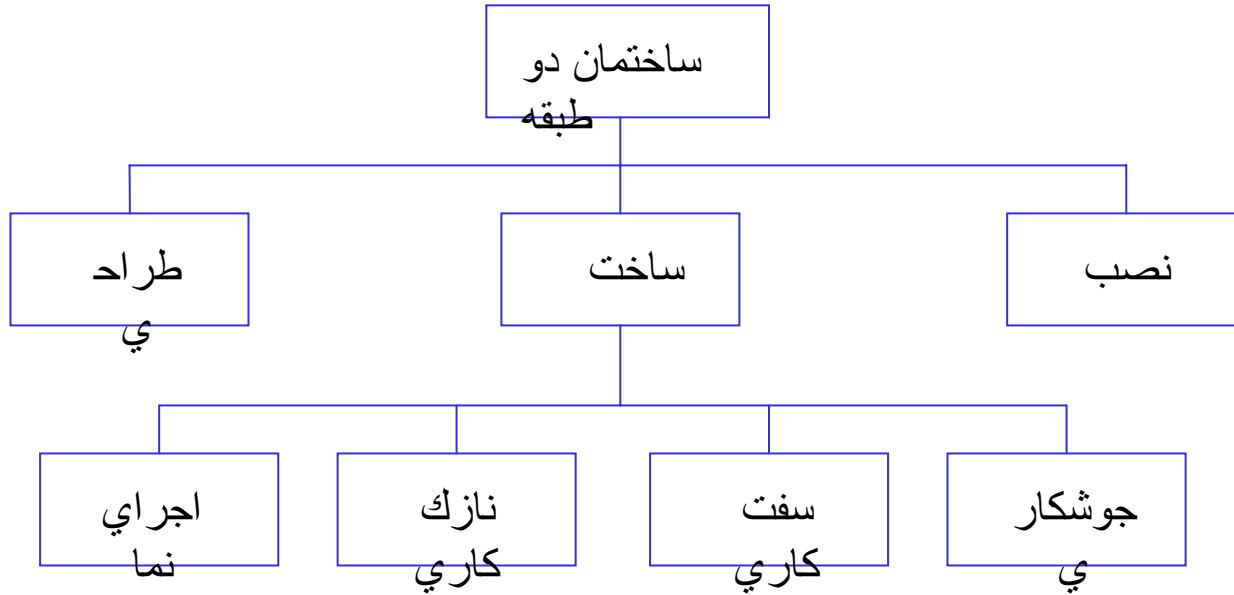 ساختمان دو
طبقه
نصب
ساخت
طراح
ي
جوشكار
ي
سفت
كاري
نازك
كاري
اجراي
نما